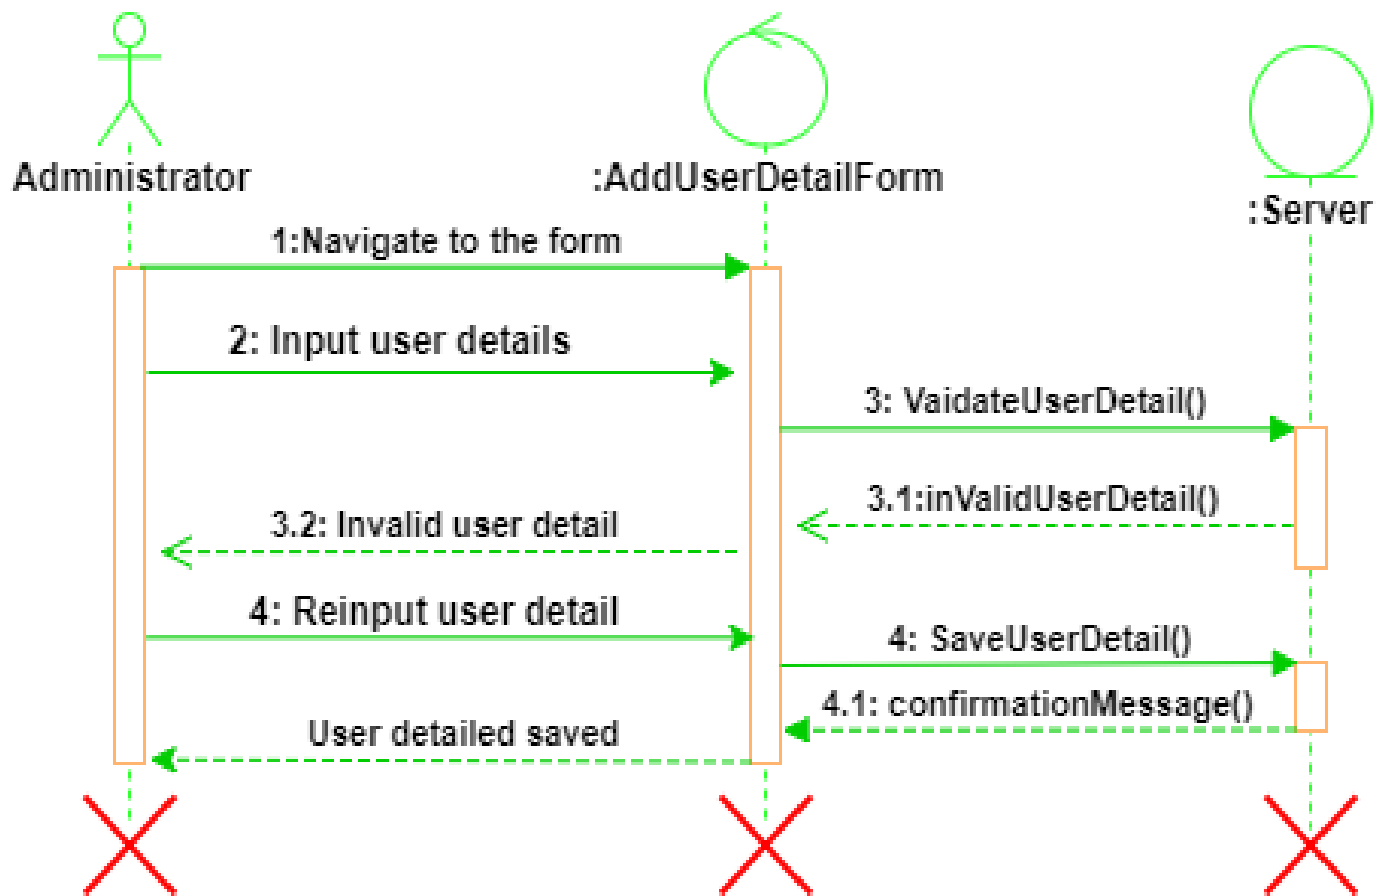 Administrator
:AddUserDetailForm
:Server
1:Navigate to the form
2: Input user details
3: VaidateUserDetail()
3.1:inValidUserDetail()
3.2: Invalid user detail
4: Reinput user detail
4: SaveUserDetail()
4.1: confirmationMessage()
User detailed saved